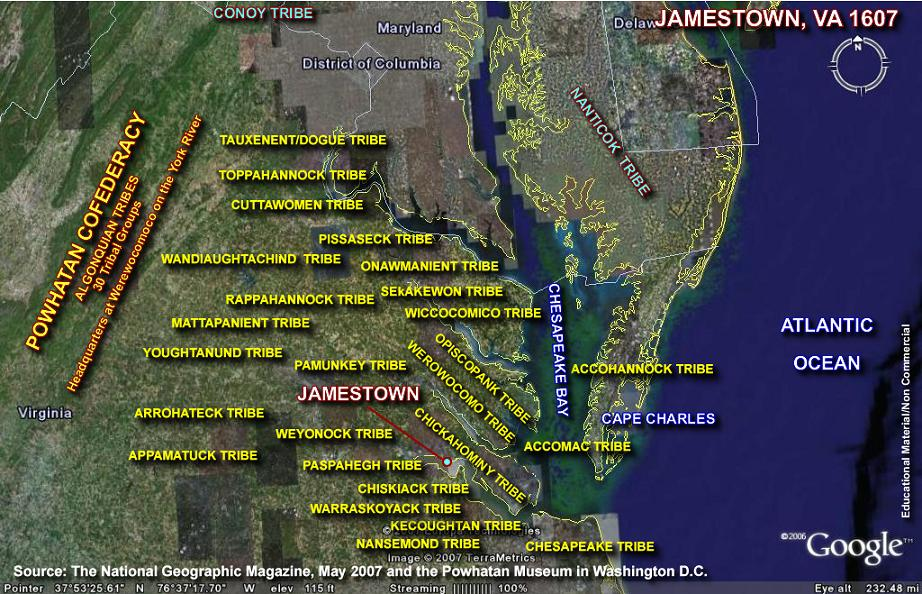 CONOY TRIBE
JAMESTOWN, VA 1607
Maryland
Delaw
District of Columbia
N
NANTICOK TRIBE
POWHATAN COFEDERACY
ALGONQUIAN TRIBES
30 Tribal Groups
Headquarters at Werewocomoco on the York River
TAUXENENT/DOGUE TRIBE
TOPPAHANNOCK TRIBE
CUTTAWOMEN TRIBE
PISSASECK TRIBE
WANDIAUGHTACHIND TRIBE
ONAWMANIENT TRIBE
SEkAKEWON TRIBE
RAPPAHANNOCK TRIBE
WICCOCOMICO TRIBE
MATTAPANIENT TRIBE
CHESAPEAKE BAY
ATLANTIC
OCEAN
YOUGHTANUND TRIBE
OPISCOPANK TRIBE
PAMUNKEY TRIBE
WEROWOCOMO TRIBE
ACCOHANNOCK TRIBE
JAMESTOWN
Virginia
ARROHATECK TRIBE
CAPE CHARLES
CHICKAHOMINY TRIBE
WEYONOCK TRIBE
ACCOMAC TRIBE
APPAMATUCK TRIBE
PASPAHEGH TRIBE
CHISKIACK TRIBE
WARRASKOYACK TRIBE
KECOUGHTAN TRIBE
NANSEMOND TRIBE
CHESAPEAKE TRIBE
Image © 2007 TerraMetrics
©2006 Google™
Educational Material/Non Commercial
Source: The National Geographic Magazine, May 2007 and the Powhatan Museum in Washington D.C.
Pointer 37°53'25.61" N 76°37'17.70" W elev 115 ft Streaming |||||||||| 100% Eye alt 232.48 mi